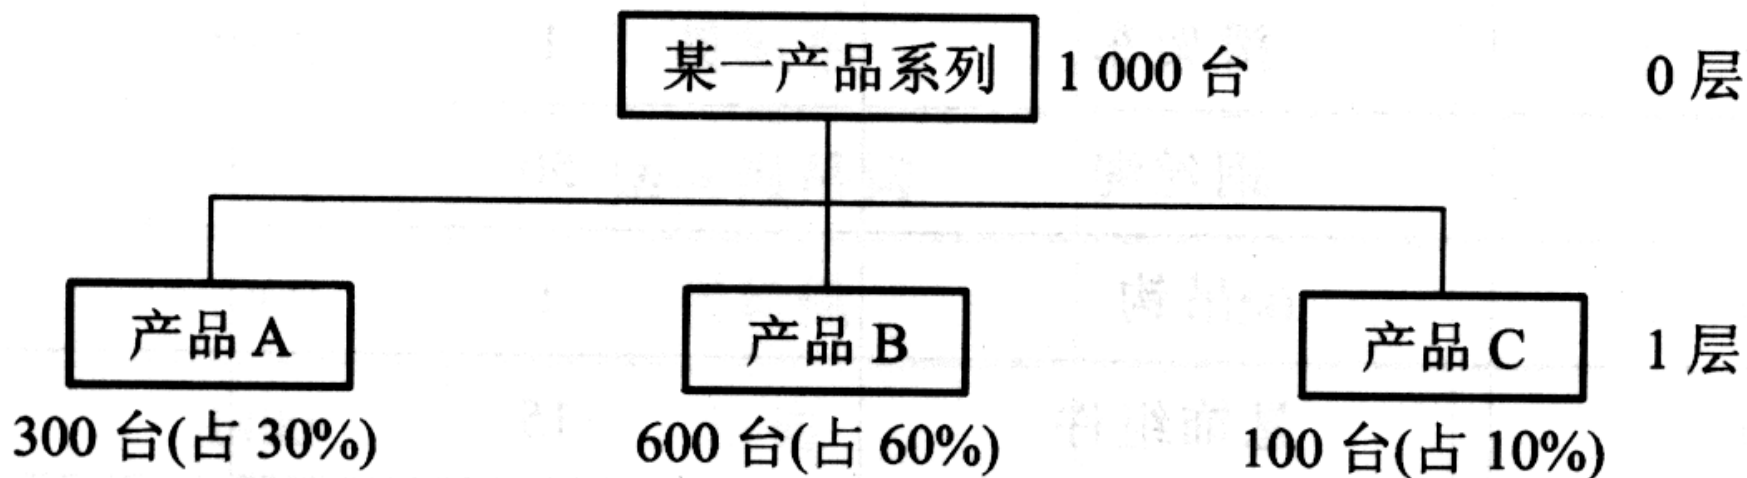 某一产品系列 1 000 台 0 层
产品 A 产品 B 产品 C 1 层
300 台(占 30%) 600 台(占 60%) 100 台(占 10%)